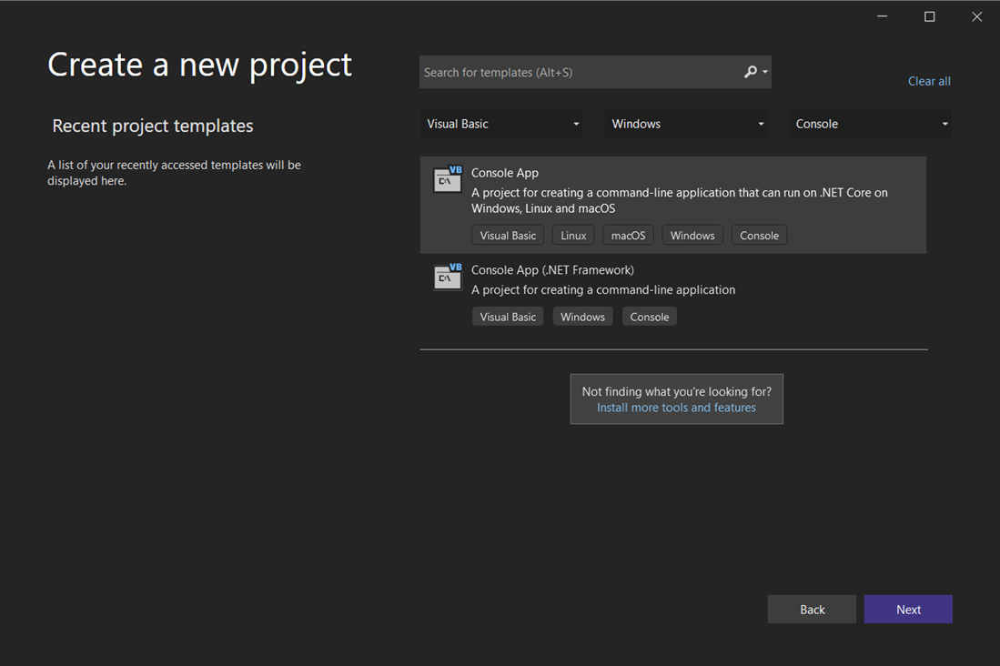 Create a new project
Search for templates (Alt+S)
Clear all
Recent project templates
Visual Basic
Windows
Console
A list of your recently accessed templates will be
displayed here.
VB
C:\
Console App
A project for creating a command-line application that can run on .NET Core on
Windows, Linux and macOS
Visual Basic
Linux
macOS
Windows
Console
VB
C:\
Console App (.NET Framework)
A project for creating a command-line application
Visual Basic
Windows
Console
Not finding what you're looking for?
Install more tools and features
Back
Next